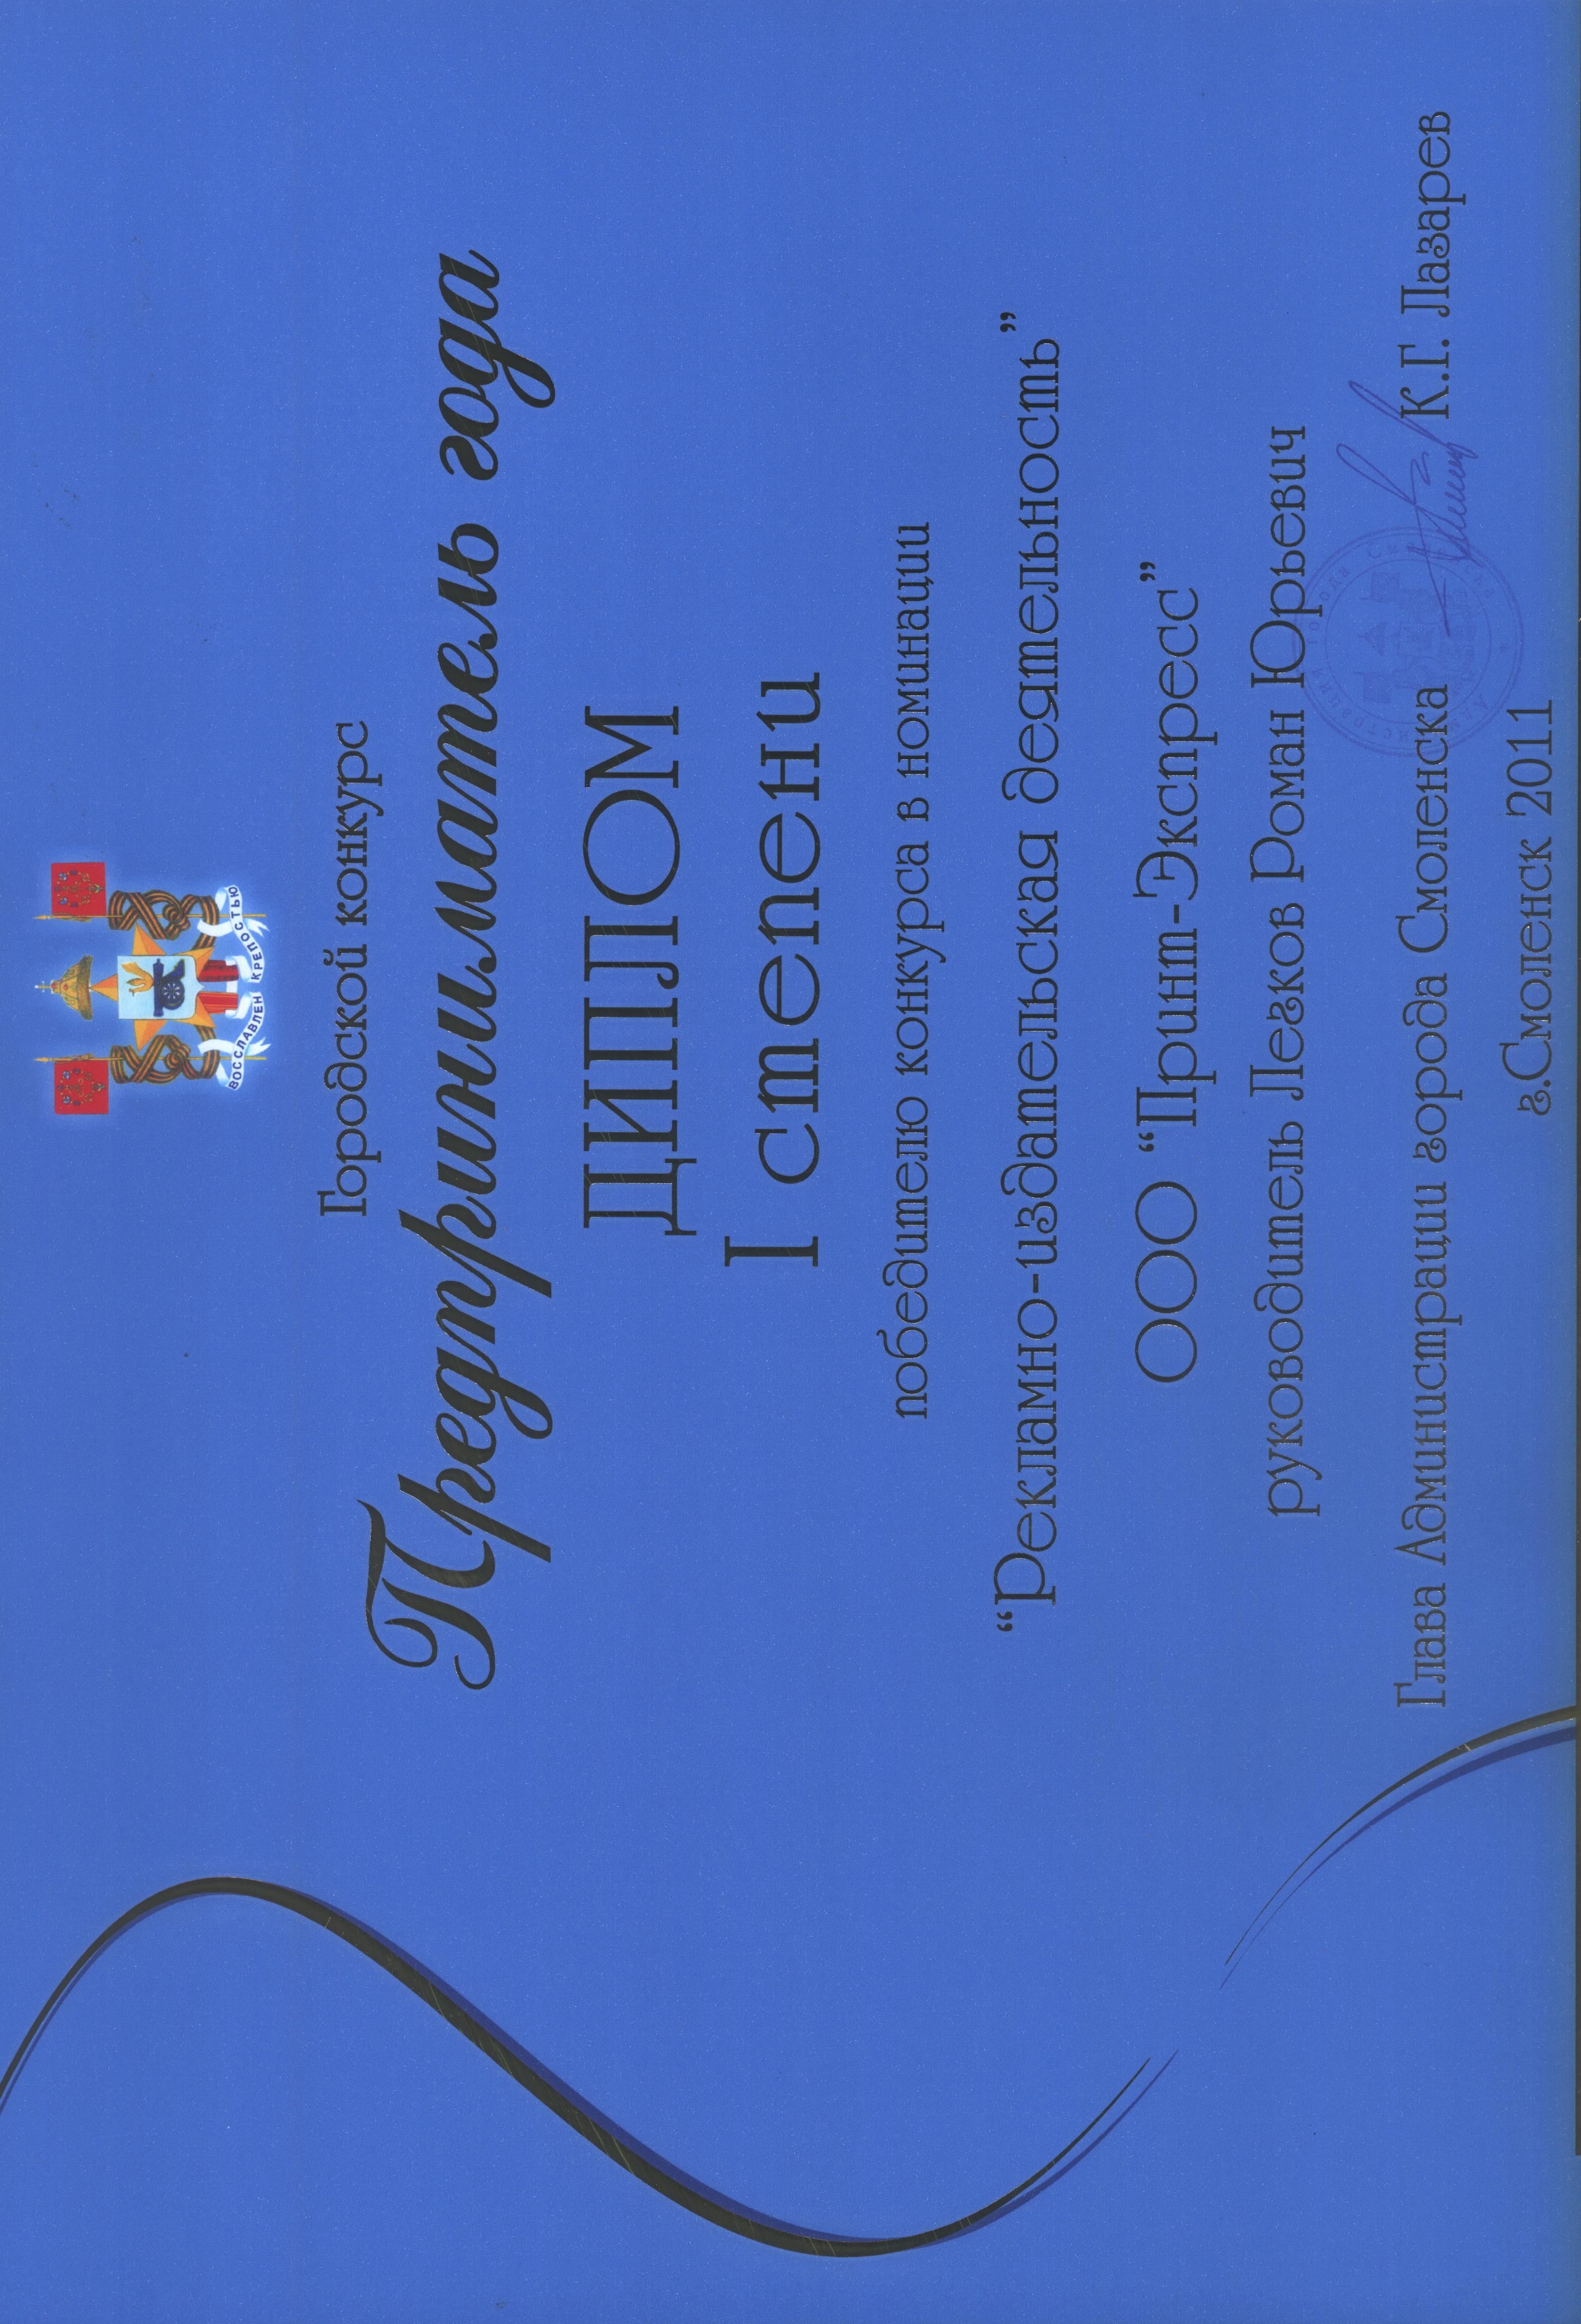 ВОССЛАВЛЕН КРЕПОСТЬЮ
Городской конкурс
Предприниматель года
ДИПЛОМ
I степени
победителю конкурса в номинации
“Рекламно-издательская деятельность”
ООО “Принт-Экспресс”
руководитель Легков Роман Юрьевич
Глава Администрации города Смоленска К.Г. Лазарев
г.Смоленск 2011